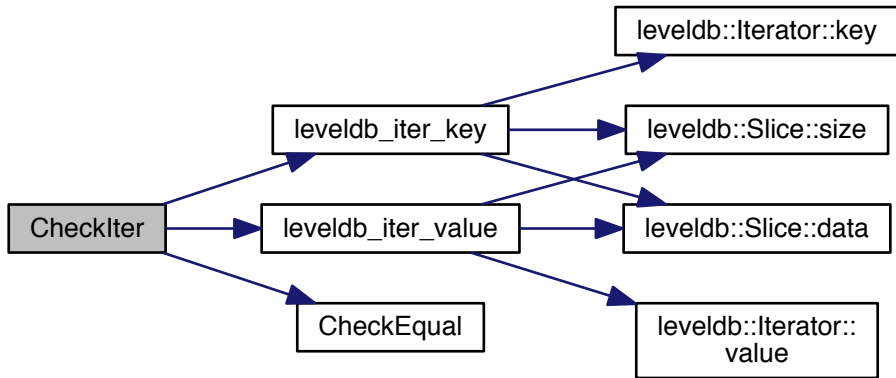 leveldb::Iterator::key
leveldb_iter_key
leveldb::Slice::size
CheckIter
leveldb_iter_value
leveldb::Slice::data
CheckEqual
leveldb::Iterator::
value